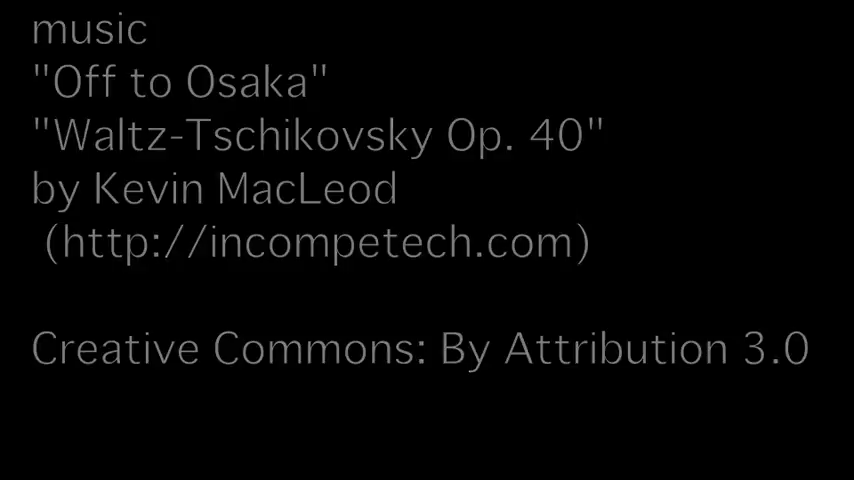 music
"Off to Osaka"
"Waltz-Tschikovsky Op. 40"
by Kevin MacLeod
(http://incompetech.com)
Creative Commons: By Attribution 3.0